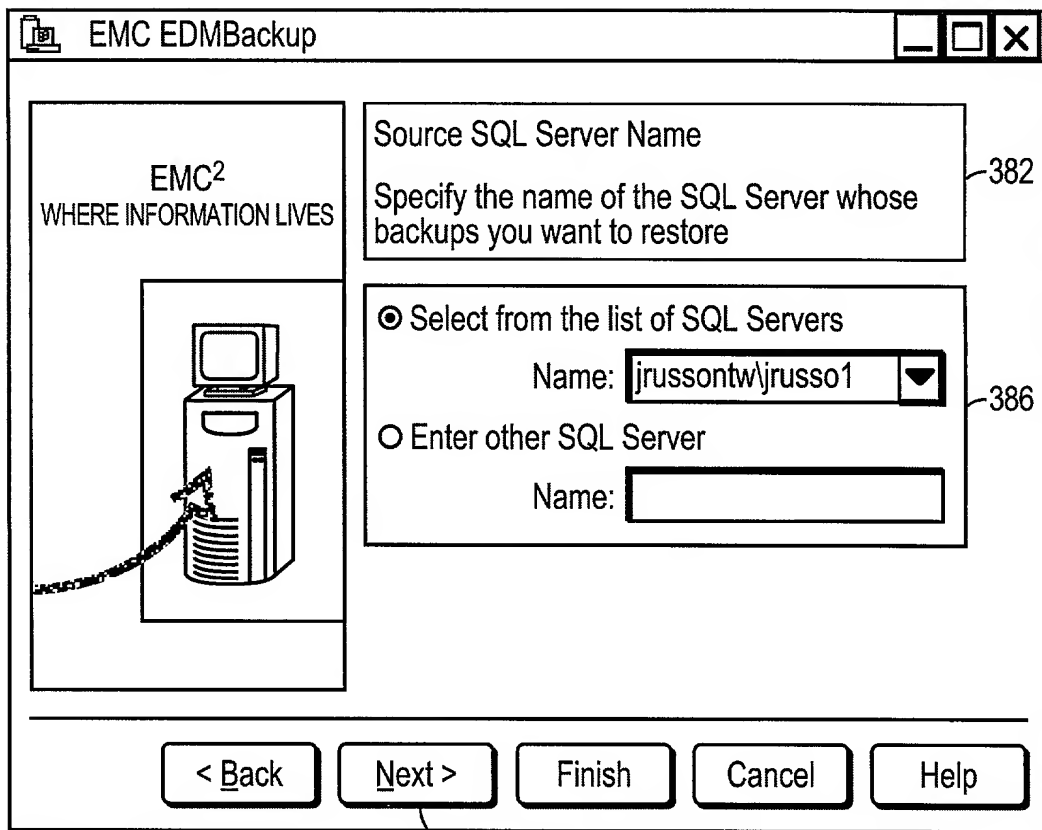 EMC EDMBackup
EMC²
WHERE INFORMATION LIVES
Source SQL Server Name
Specify the name of the SQL Server whose
backups you want to restore
382
Select from the list of SQL Servers
Name: jrussontw\jrusso1
386
Enter other SQL Server
Name:
< Back
Next >
Finish
Cancel
Help